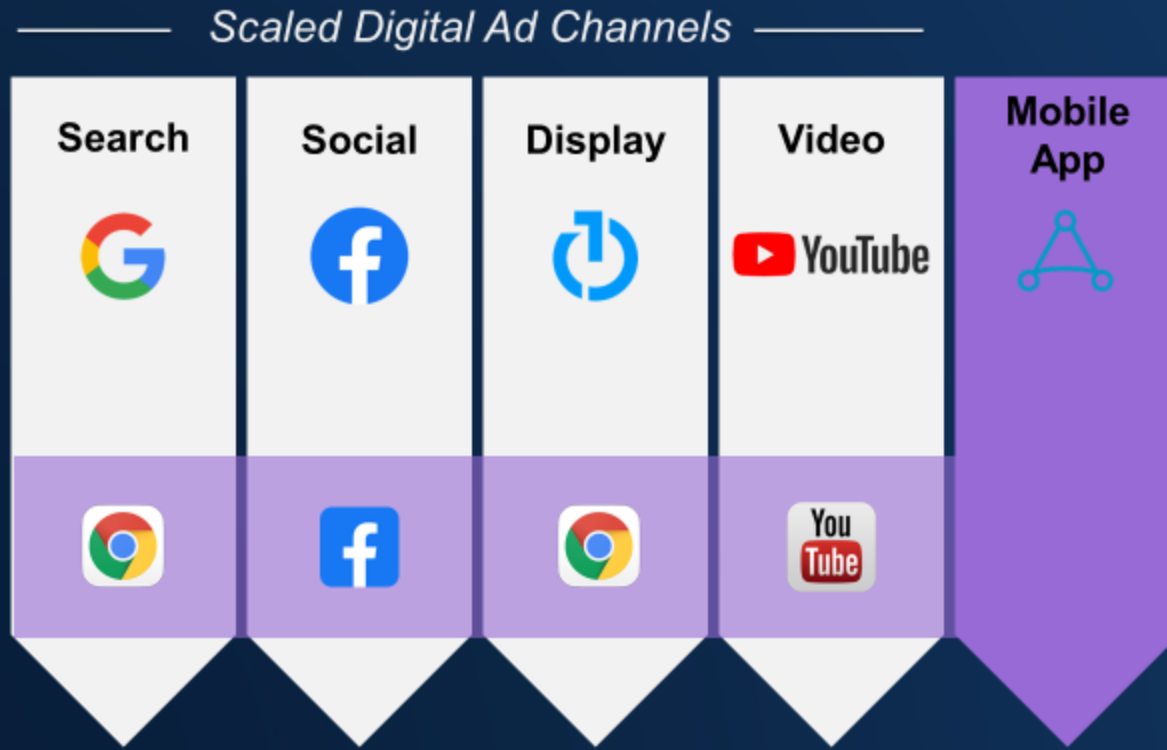 Scaled Digital Ad Channels
Search
Social
Display
Video
Mobile
App
YouTube
You
Tube